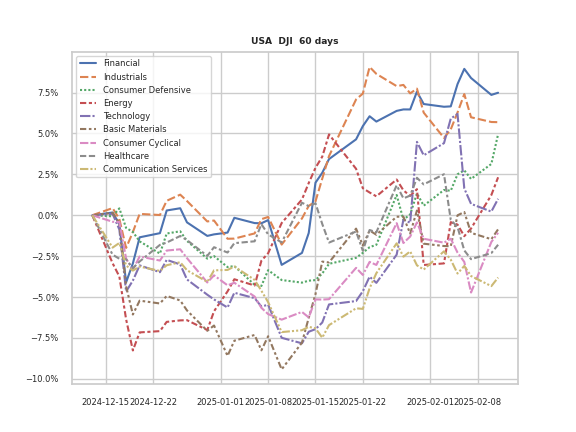 USA DJI 60 days
Financial
Industrials
Consumer Defensive
Energy
Technology
Basic Materials
Consumer Cyclical
Healthcare
Communication Services
7.5%
5.0%
2.5%
0.0%
−2.5%
−5.0%
−7.5%
−10.0%
2024-12-15 2024-12-22 2025-01-01 2025-01-08 2025-01-15 2025-01-22 2025-02-01 2025-02-08